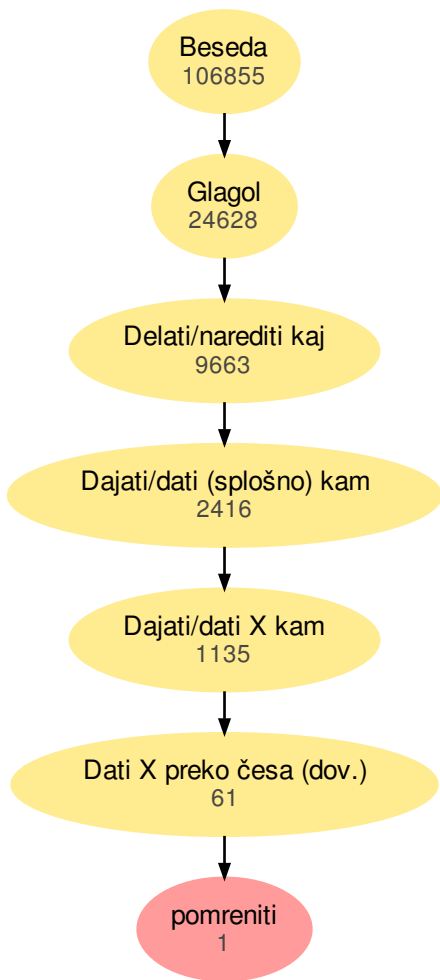 Beseda
106855
Glagol
24628
Delati/narediti kaj
9663
Dajati/dati (splošno) kam
2416
Dajati/dati X kam
1135
Dati X preko česa (dov.)
61
pomreniti
1